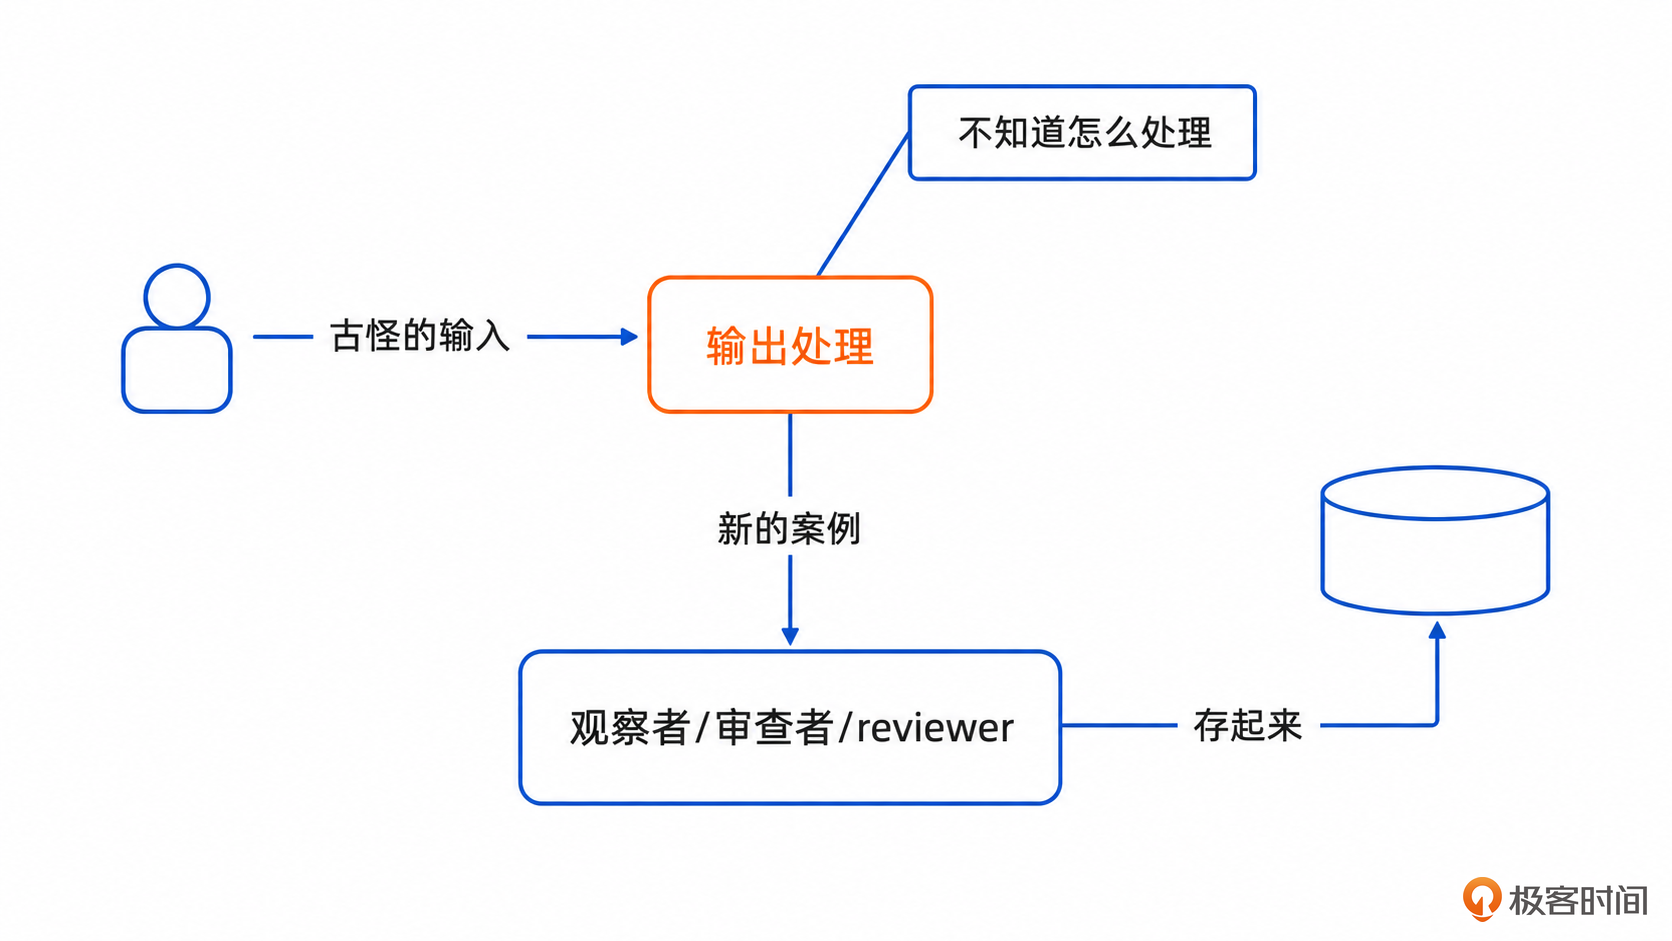 不知道怎么处理
古怪的输入
输出处理
新的案例
观察者/审查者/reviewer
存起来
极客时间